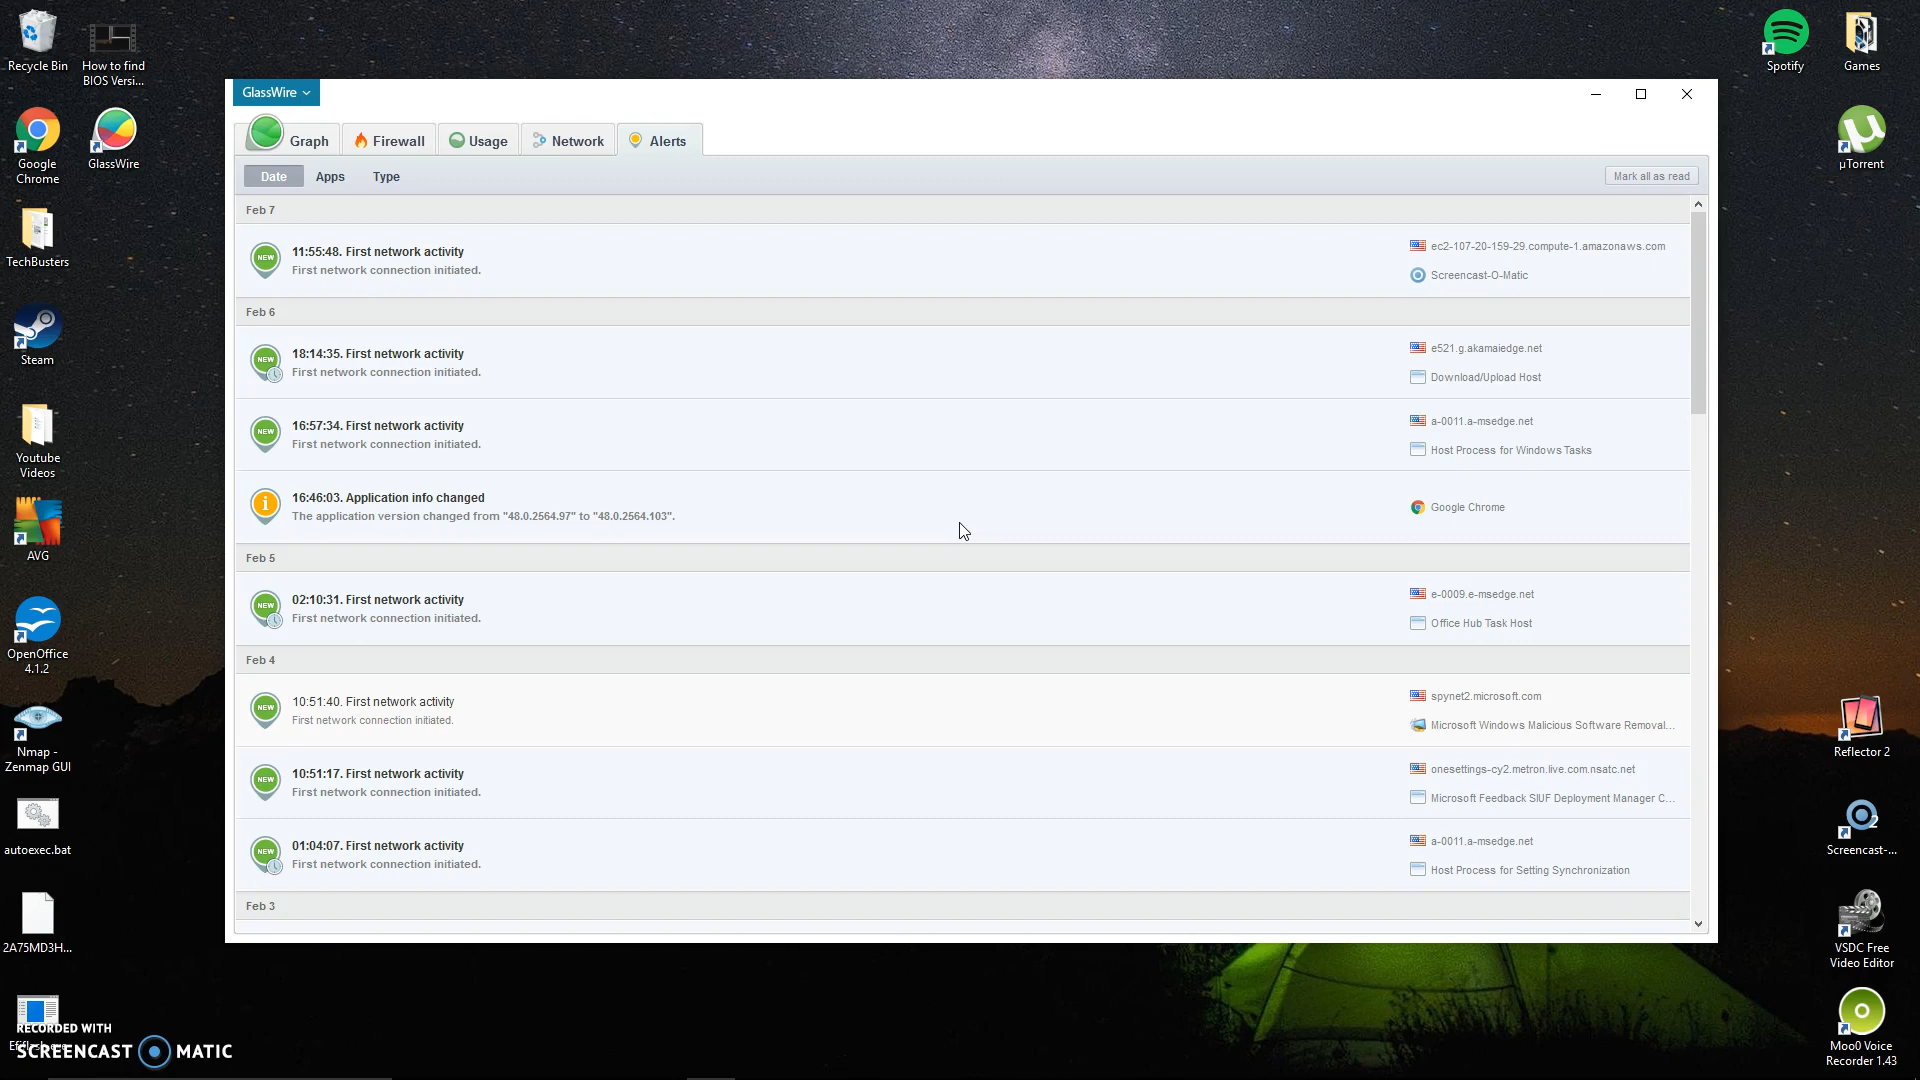 Recycle Bin
How to find
BIOS Versi...
Google
Chrome
GlassWire
TechBusters
Steam
Youtube
Videos
AVG
OpenOffice
4.1.2
Nmap -
Zenmap GUI
autoexec.bat
2A75MD3H...
RECORDED WITH
SCREENCAST MATIC
GlassWire
Graph
Firewall
Usage
Network
Alerts
Date
Apps
Type
Mark all as read
Feb 7
NEW
11:55:48. First network activity
First network connection initiated.
ec2-107-20-159-29.compute-1.amazonaws.com
Screencast-O-Matic
Feb 6
NEW
18:14:35. First network activity
First network connection initiated.
e521.g.akamaiedge.net
Download/Upload Host
NEW
16:57:34. First network activity
First network connection initiated.
a-0011.a-msedge.net
Host Process for Windows Tasks
16:46:03. Application info changed
The application version changed from "48.0.2564.97" to "48.0.2564.103".
Google Chrome
Feb 5
NEW
02:10:31. First network activity
First network connection initiated.
e-0009.e-msedge.net
Office Hub Task Host
Feb 4
NEW
10:51:40. First network activity
First network connection initiated.
spynet2.microsoft.com
Microsoft Windows Malicious Software Removal...
NEW
10:51:17. First network activity
First network connection initiated.
onesettings-cy2.metron.live.com.nsatc.net
Microsoft Feedback SIUF Deployment Manager C...
NEW
01:04:07. First network activity
First network connection initiated.
a-0011.a-msedge.net
Host Process for Setting Synchronization
Feb 3
Spotify
Games
µTorrent
Reflector 2
Screencast-...
VSDC Free
Video Editor
Moo0 Voice
Recorder 1.43